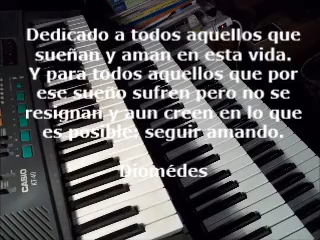 Dedicado a todos aquellos que
sueñan y aman en esta vida.
Y para todos aquellos que por
ese sueño sufren pero no se
resignan y aun creen en lo que
es posible: seguir amando.
Diomédes
CASIO